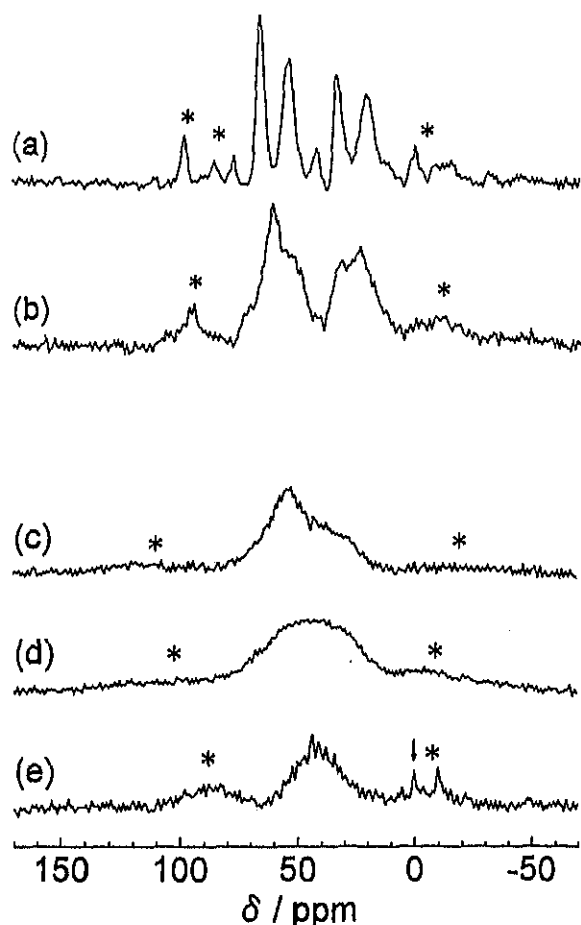 * * *
(a)
* *
(b)
* *
(c)
* *
(d)
* *
(e)
150 100 50 0 -50
δ / ppm